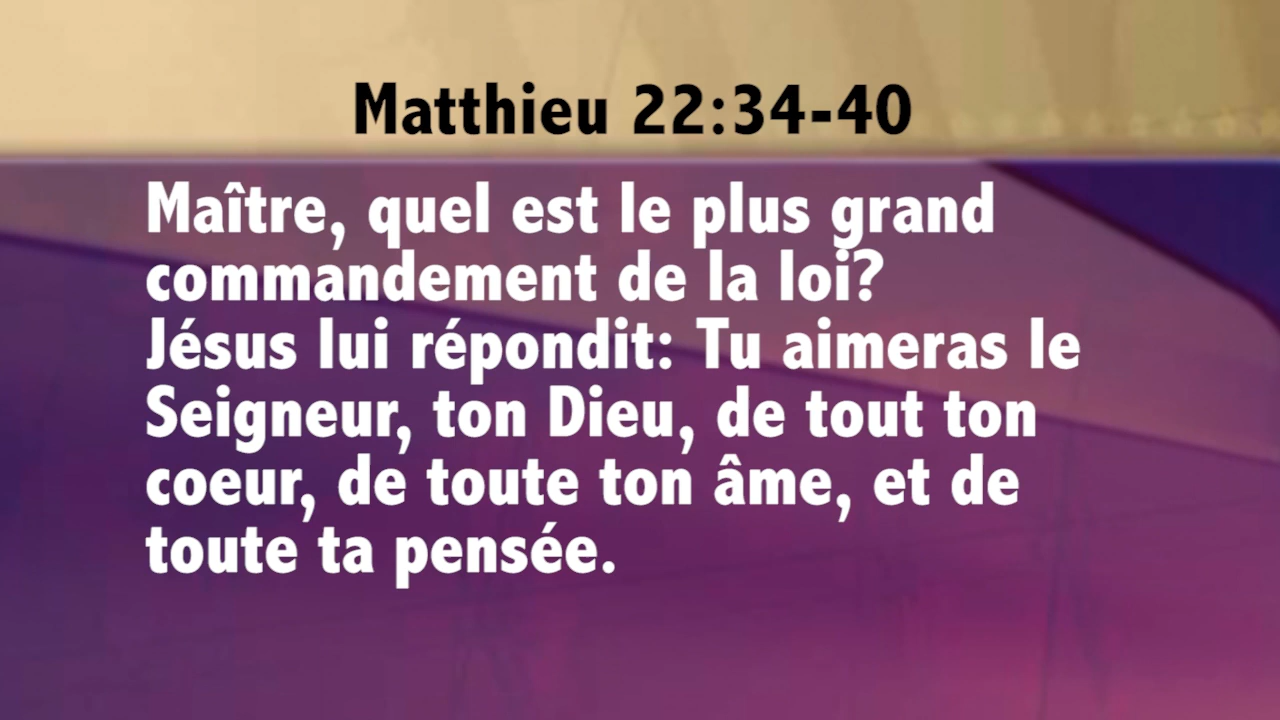 Matthieu 22:34-40
Maître, quel est le plus grand
commandement de la loi?
Jésus lui répondit: Tu aimeras le
Seigneur, ton Dieu, de tout ton
coeur, de toute ton âme, et de
toute ta pensée.